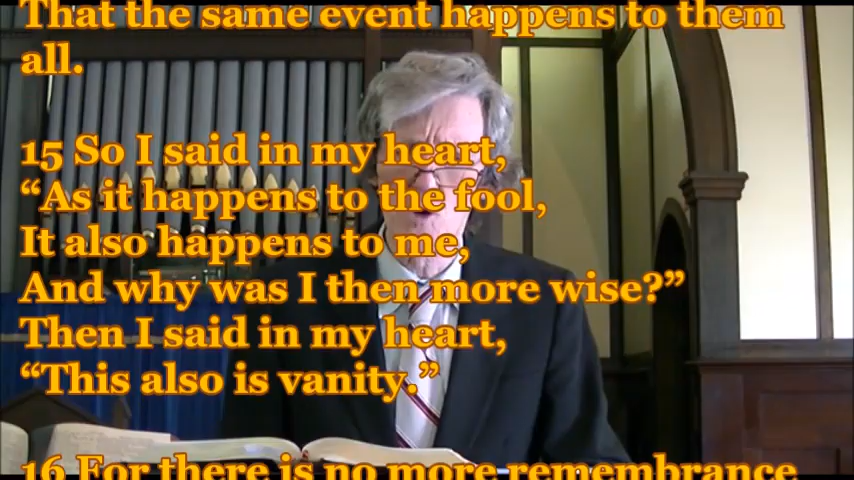 That the same event happens to them
all.
15 So I said in my heart,
“As it happens to the fool,
It also happens to me,
And why was I then more wise?”
Then I said in my heart,
“This also is vanity.”
16 For there is no more remembrance